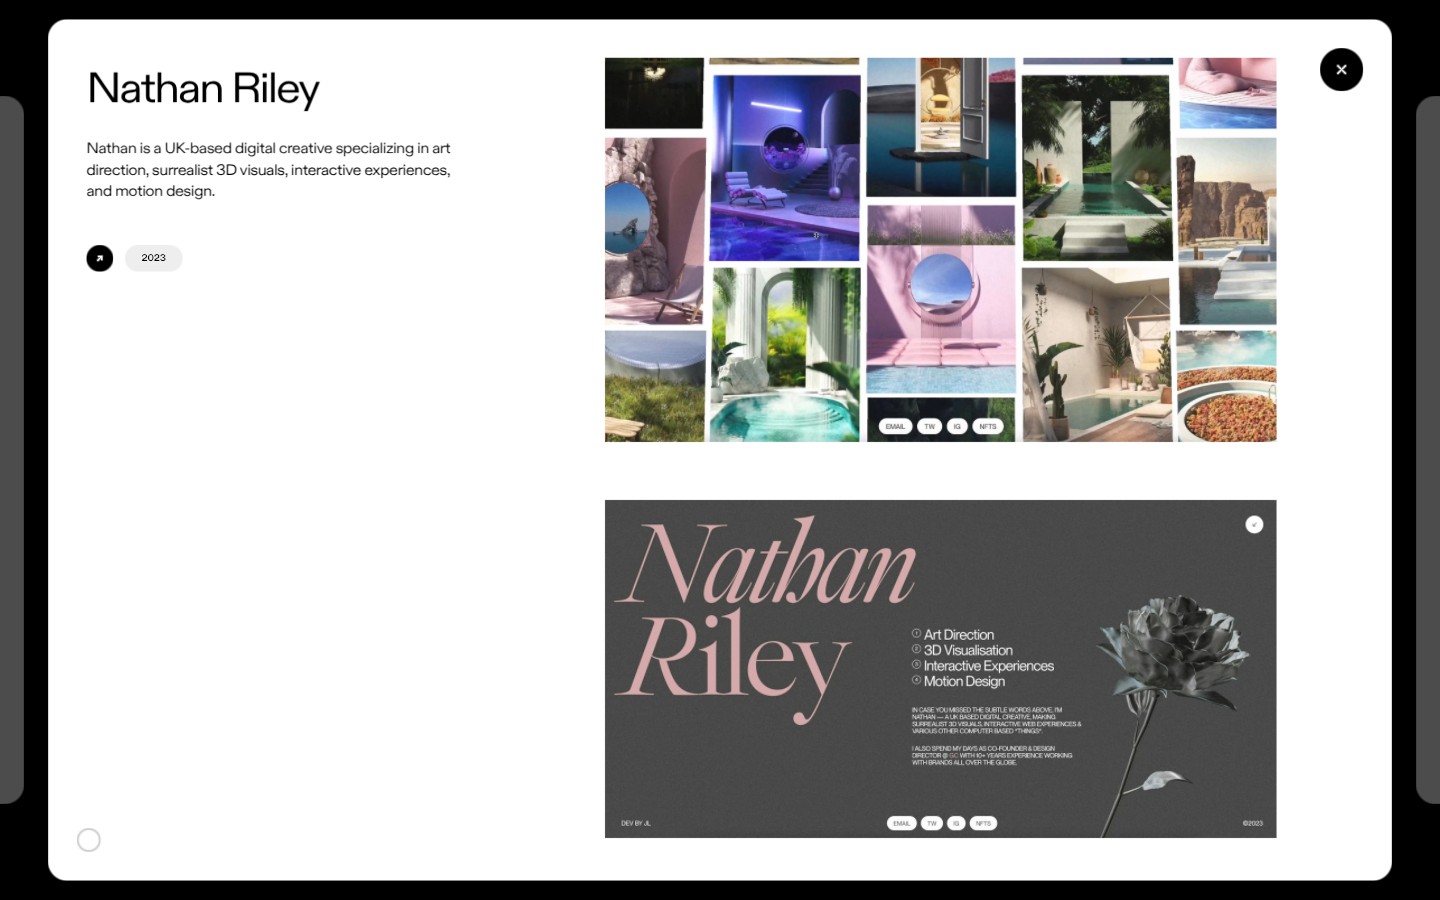 Nathan Riley
Nathan is a UK-based digital creative specializing in art
direction, surrealist 3D visuals, interactive experiences,
and motion design.
2023
EMAIL TW IG NFTS
Nathan
Riley
1 Art Direction
2 3D Visualisation
3 Interactive Experiences
4 Motion Design
IN CASE YOU MISSED THE SUBTLE WORDS ABOVE, I'M
NATHAN — A UK BASED DIGITAL CREATIVE, MAKING
SURREALIST 3D VISUALS, INTERACTIVE WEB EXPERIENCES &
VARIOUS OTHER COMPUTER BASED "THINGS".
I ALSO SPEND MY DAYS AS CO-FOUNDER & DESIGN
DIRECTOR @ GC WITH 10+ YEARS EXPERIENCE WORKING
WITH BRANDS ALL OVER THE GLOBE.
DEV BY JL
EMAIL TW IG NFTS
©2023